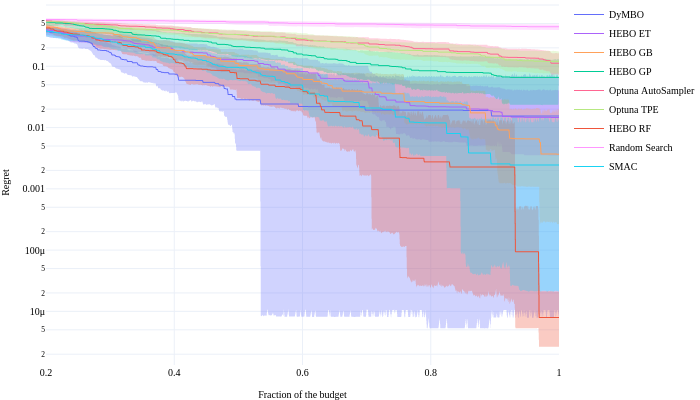 5
2
0.1
5
2
0.01
5
2
0.001
5
2
100μ
5
2
10μ
5
2
Regret
0.2
0.4
0.6
0.8
1
Fraction of the budget
DyMBO
HEBO ET
HEBO GB
HEBO GP
Optuna AutoSampler
Optuna TPE
HEBO RF
Random Search
SMAC